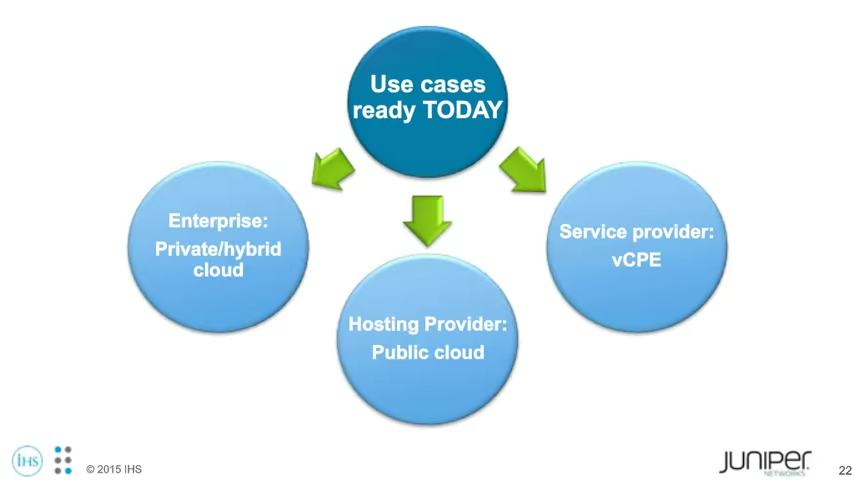 Use cases
ready TODAY
Enterprise:
Private/hybrid
cloud
Hosting Provider:
Public cloud
Service provider:
vCPE
IHS
© 2015 IHS
JUNIPER
NETWORKS
22